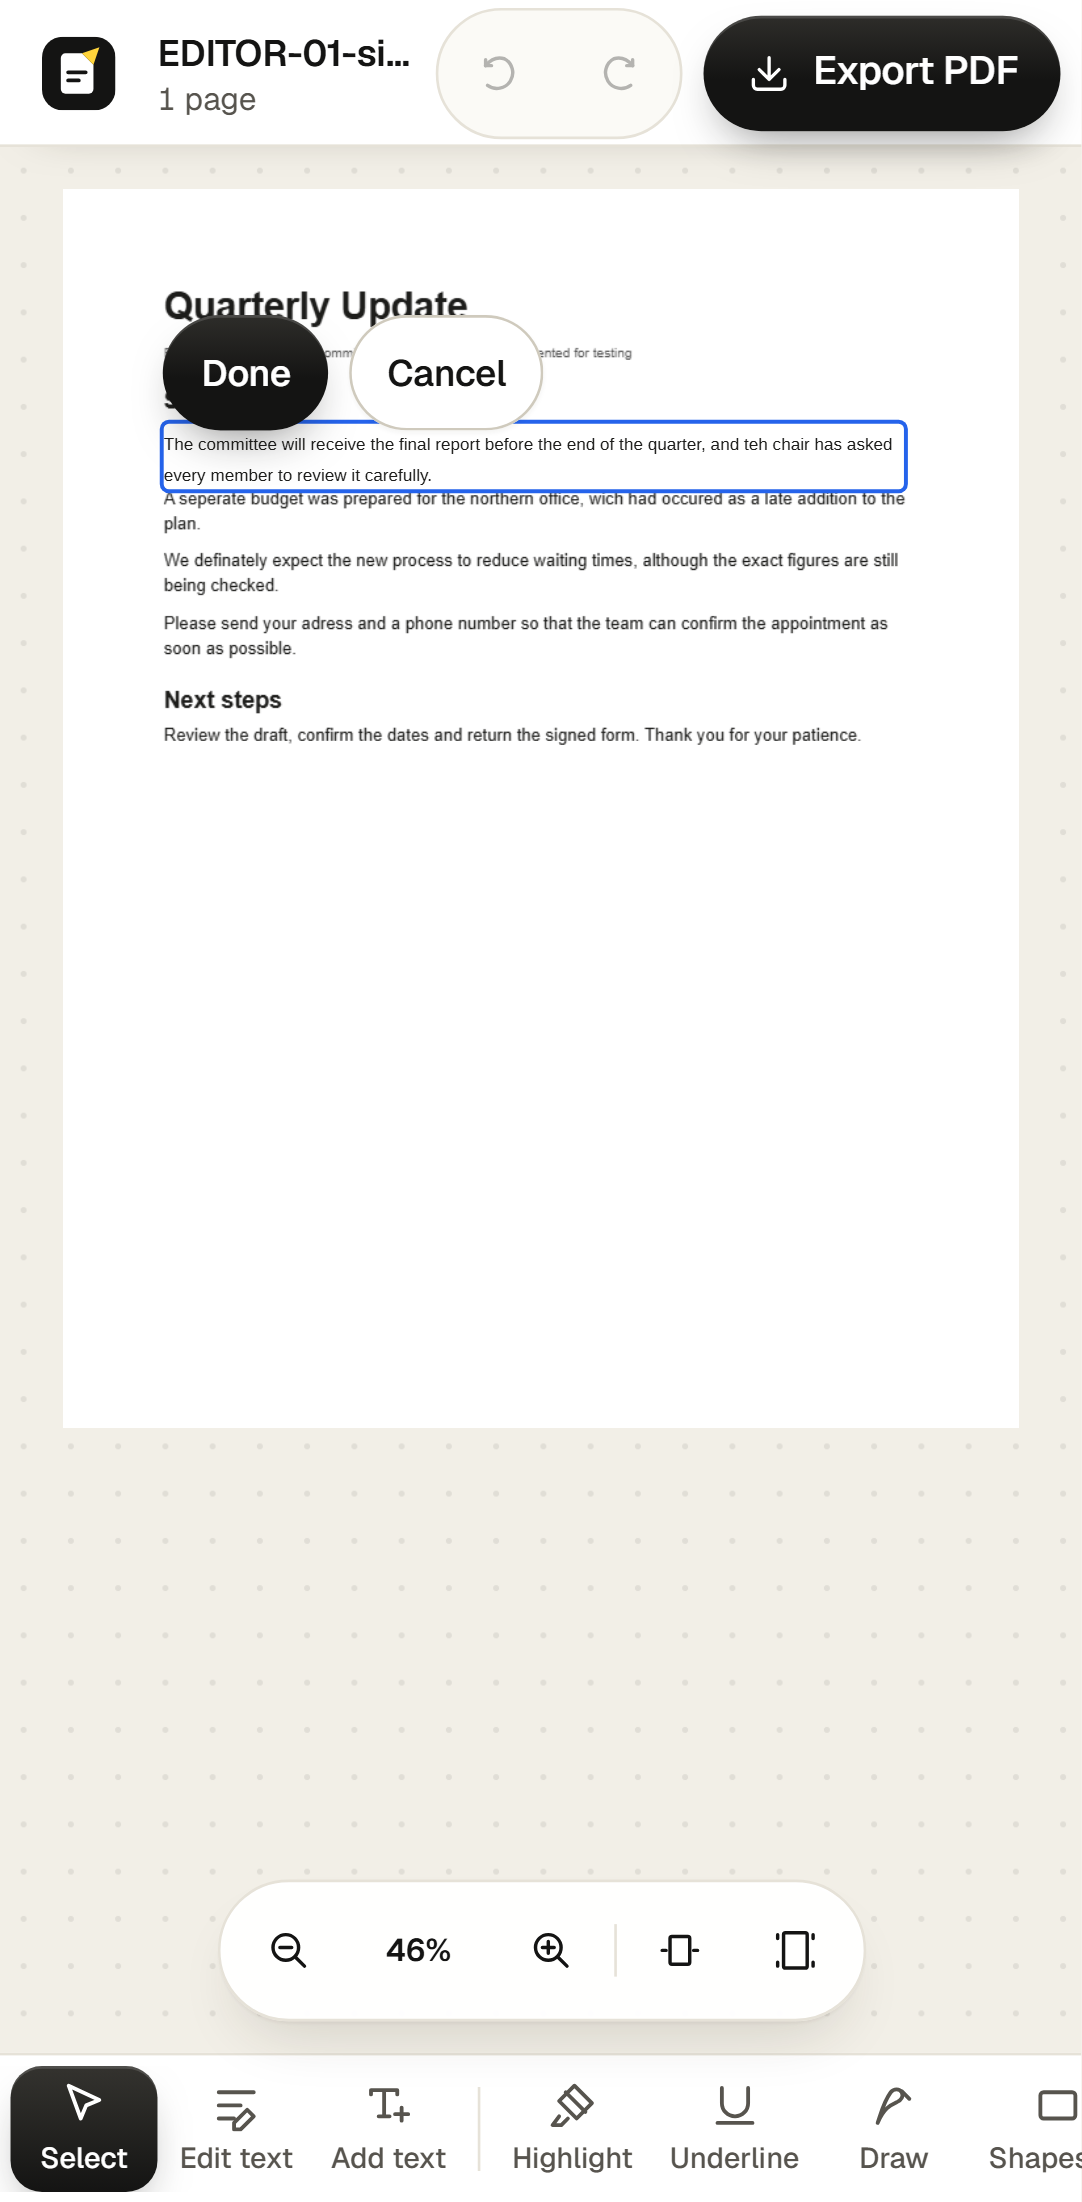 EDITOR-01-si...
1 page
Export PDF
Quarterly Update
ented for testing
Done
Cancel
The committee will receive the final report before the end of the quarter, and teh chair has asked
every member to review it carefully.
A seperate budget was prepared for the northern office, wich had occured as a late addition to the
plan.
We definately expect the new process to reduce waiting times, although the exact figures are still
being checked.
Please send your adress and a phone number so that the team can confirm the appointment as
soon as possible.
Next steps
Review the draft, confirm the dates and return the signed form. Thank you for your patience.
46%
Select
Edit text
Add text
Highlight
Underline
Draw
Shapes